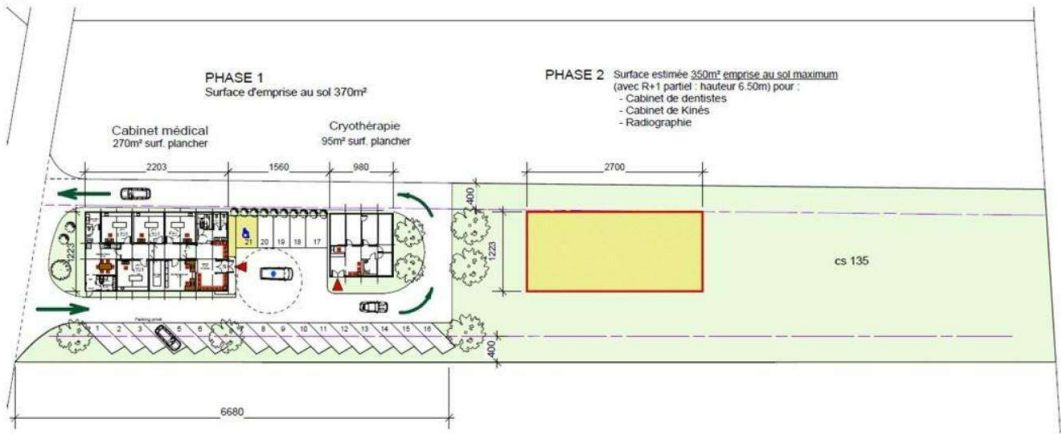 PHASE 1
Surface d'emprise au sol 370m²
PHASE 2 Surface estimée 350m² emprise au sol maximum
(avec R+1 partiel : hauteur 6.50m) pour :
- Cabinet de dentistes
- Cabinet de Kinés
- Radiographie
Cabinet médical
270m² surf. plancher
Cryothérapie
95m² surf. plancher
2203
1560
980
2700
400
1223
21 20 19 18 17
1223
cs 135
Parking privé
1 2 3 5 6 7 8 9 10 11 12 13 14 15 16
400
6680